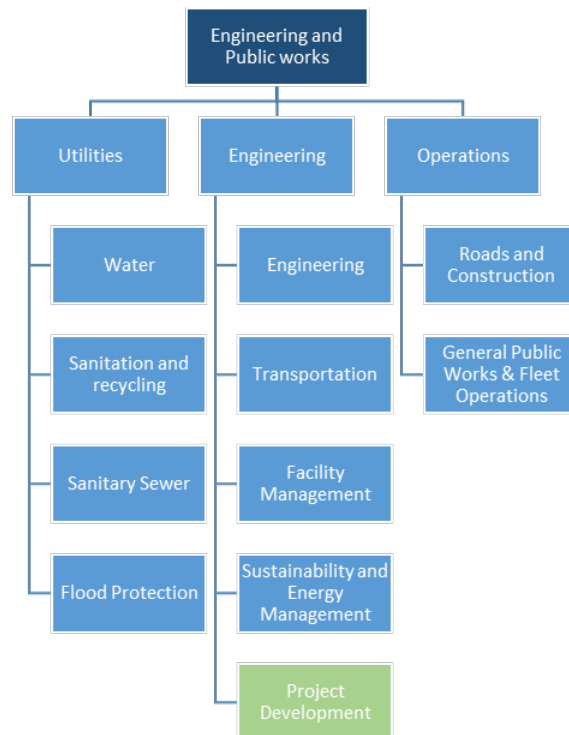 Engineering and
Public works
Utilities
Engineering
Operations
Water
Engineering
Roads and
Construction
Sanitation and
recycling
Transportation
General Public
Works & Fleet
Operations
Sanitary Sewer
Facility
Management
Flood Protection
Sustainability and
Energy
Management
Project
Development